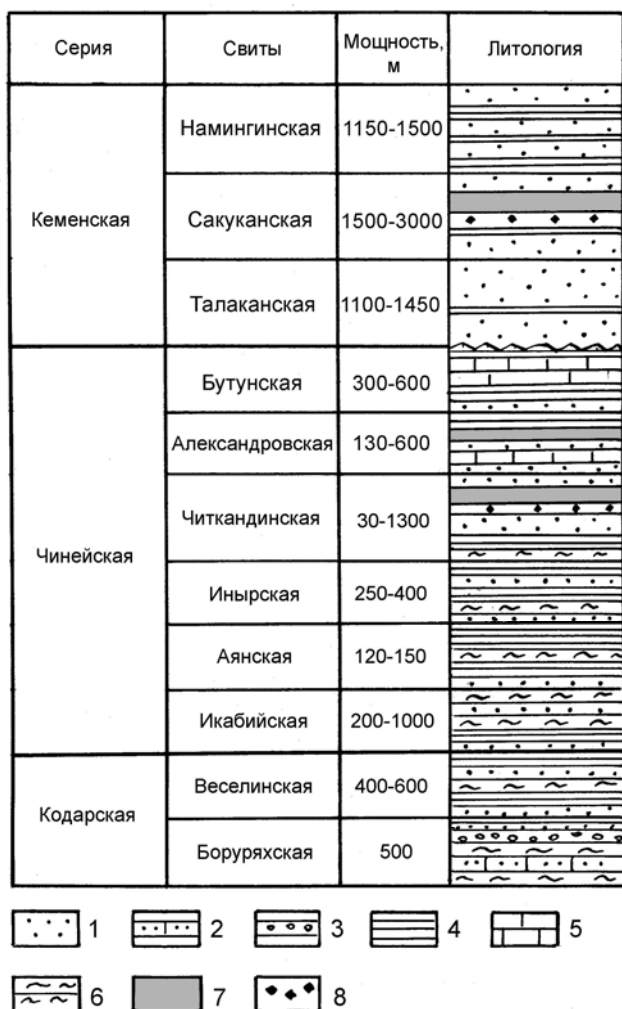 Серия Свиты Мощность, Литология
м
Намингинская 1150-1500
Кеменская Сакуканская 1500-3000
Талаканская 1100-1450
Бутунская 300-600
Александровская 130-600
Читкандинская 30-1300
Чинейская
Инырская 250-400
Аянская 120-150
Икабийская 200-1000
Веселинская 400-600
Кодарская
Боруряхская 500
1 2 3 4 5
6 7 8